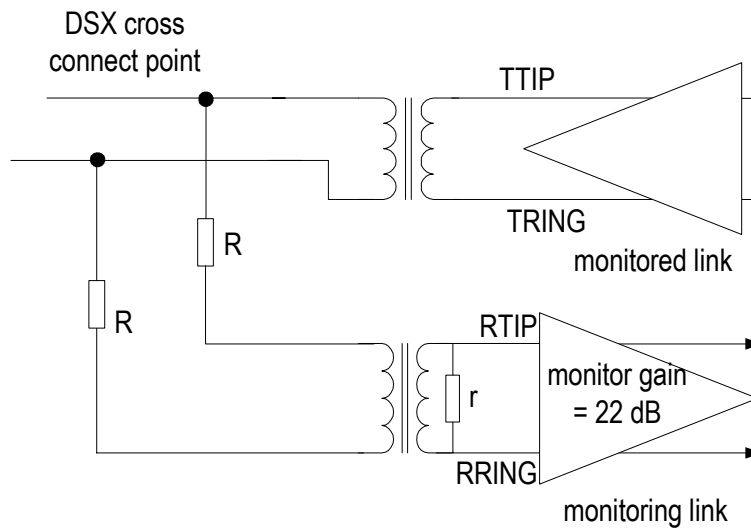 DSX cross
connect point
TTIP
TRING
monitored link
R
R
RTIP
monitor gain
= 22 dB
r
RRING
monitoring link